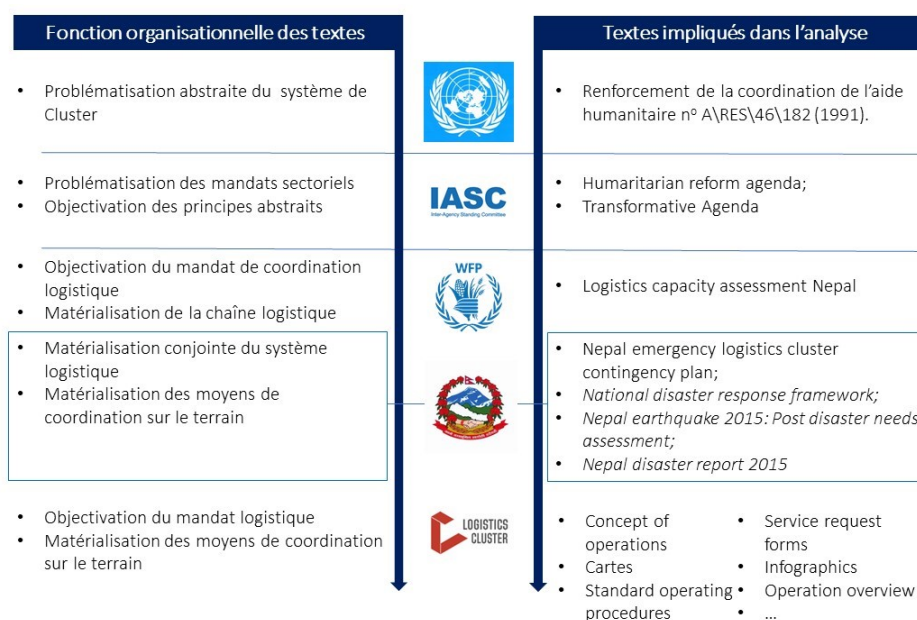 Fonction organisationnelle des textes
Textes impliqués dans l'analyse
• Problématisation abstraite du système de
Cluster
• Renforcement de la coordination de l'aide
humanitaire nº A\RES\46\182 (1991).
• Problématisation des mandats sectoriels
• Objectivation des principes abstraits
IASC
Inter-Agency Standing Committee
• Humanitarian reform agenda;
• Transformative Agenda
• Objectivation du mandat de coordination
logistique
• Matérialisation de la chaîne logistique
WFP
• Logistics capacity assessment Nepal
• Matérialisation conjointe du système
logistique
• Matérialisation des moyens de
coordination sur le terrain
• Nepal emergency logistics cluster
contingency plan;
• National disaster response framework;
• Nepal earthquake 2015: Post disaster needs
assessment;
• Nepal disaster report 2015
• Objectivation du mandat logistique
• Matérialisation des moyens de coordination
sur le terrain
LOGISTICS
CLUSTER
• Concept of
operations
• Cartes
• Standard operating
procedures
• Service request
forms
• Infographics
• Operation overview
• ...